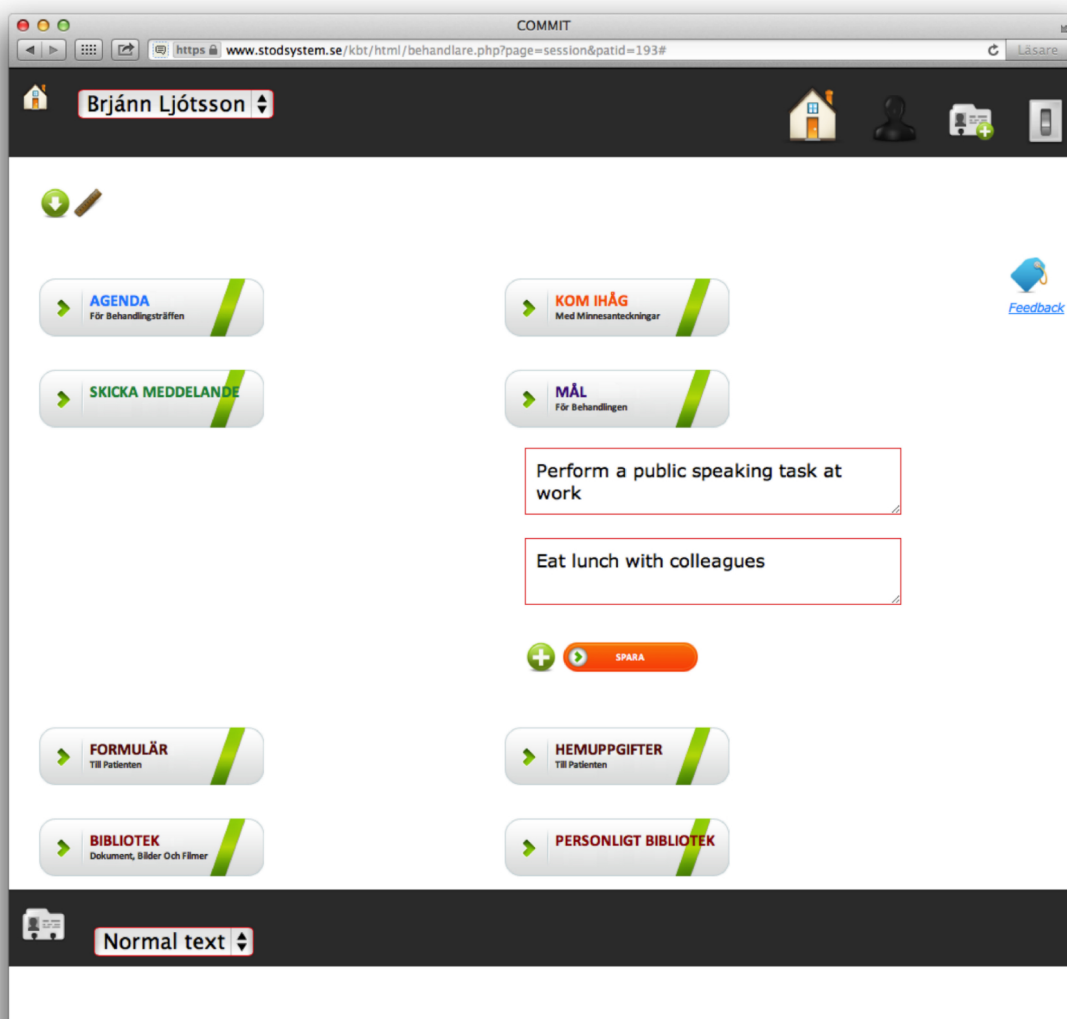 COMMIT
https www.stodsystem.se/kbt/html/behandlare.php?page=session&patid=193#
Läsare
Brjánn Ljótsson
AGENDA
För Behandlingsträffen
KOM IHÅG
Med Minnesanteckningar
Feedback
SKICKA MEDDELANDE
MÅL
För Behandlingen
Perform a public speaking task at
work
Eat lunch with colleagues
SPARA
FORMULÄR
Till Patienten
HEMUPPGIFTER
Till Patienten
BIBLIOTEK
Dokument, Bilder Och Filmer
PERSONLIGT BIBLIOTEK
Normal text